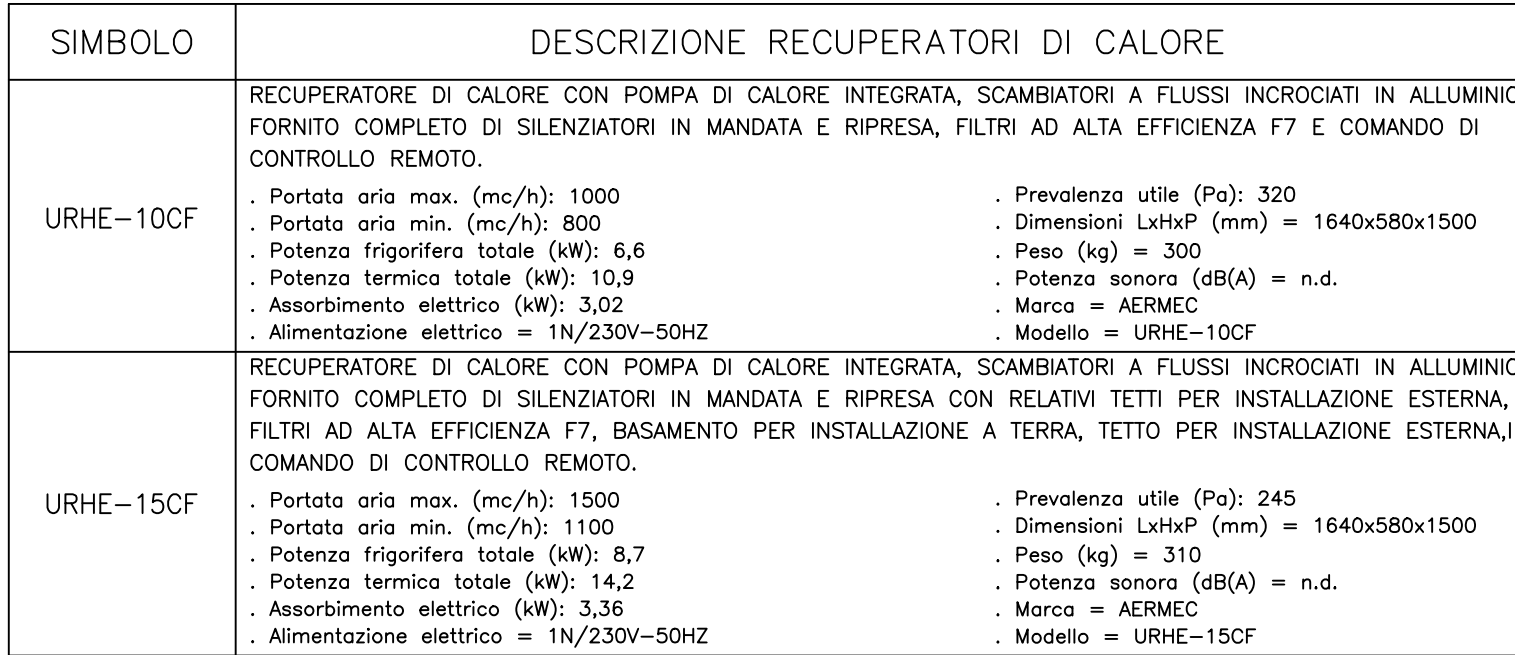 SIMBOLO
DESCRIZIONE RECUPERATORI DI CALORE
URHE-10CF
RECUPERATORE DI CALORE CON POMPA DI CALORE INTEGRATA, SCAMBIATORI A FLUSSI INCROCIATI IN ALLUMINIO
FORNITO COMPLETO DI SILENZIATORI IN MANDATA E RIPRESA, FILTRI AD ALTA EFFICIENZA F7 E COMANDO DI
CONTROLLO REMOTO.
. Portata aria max. (mc/h): 1000
. Portata aria min. (mc/h): 800
. Potenza frigorifera totale (kW): 6,6
. Potenza termica totale (kW): 10,9
. Assorbimento elettrico (kW): 3,02
. Alimentazione elettrico = 1N/230V-50HZ
. Prevalenza utile (Pa): 320
. Dimensioni LxHxP (mm) = 1640x580x1500
. Peso (kg) = 300
. Potenza sonora (dB(A) = n.d.
. Marca = AERMEC
. Modello = URHE-10CF
URHE-15CF
RECUPERATORE DI CALORE CON POMPA DI CALORE INTEGRATA, SCAMBIATORI A FLUSSI INCROCIATI IN ALLUMINIO
FORNITO COMPLETO DI SILENZIATORI IN MANDATA E RIPRESA CON RELATIVI TETTI PER INSTALLAZIONE ESTERNA,
FILTRI AD ALTA EFFICIENZA F7, BASAMENTO PER INSTALLAZIONE A TERRA, TETTO PER INSTALLAZIONE ESTERNA,I
COMANDO DI CONTROLLO REMOTO.
. Portata aria max. (mc/h): 1500
. Portata aria min. (mc/h): 1100
. Potenza frigorifera totale (kW): 8,7
. Potenza termica totale (kW): 14,2
. Assorbimento elettrico (kW): 3,36
. Alimentazione elettrico = 1N/230V-50HZ
. Prevalenza utile (Pa): 245
. Dimensioni LxHxP (mm) = 1640x580x1500
. Peso (kg) = 310
. Potenza sonora (dB(A) = n.d.
. Marca = AERMEC
. Modello = URHE-15CF